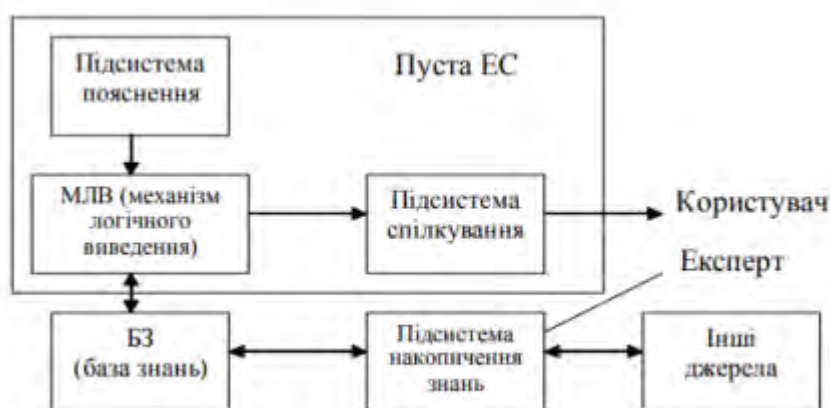 Підсистема
пояснення
Пуста ЕС
МЛВ (механізм
логічного
виведення)
Підсистема
спілкування
Користувач
Експерт
БЗ
(база знань)
Підсистема
накопичення
знань
Інші
джерела